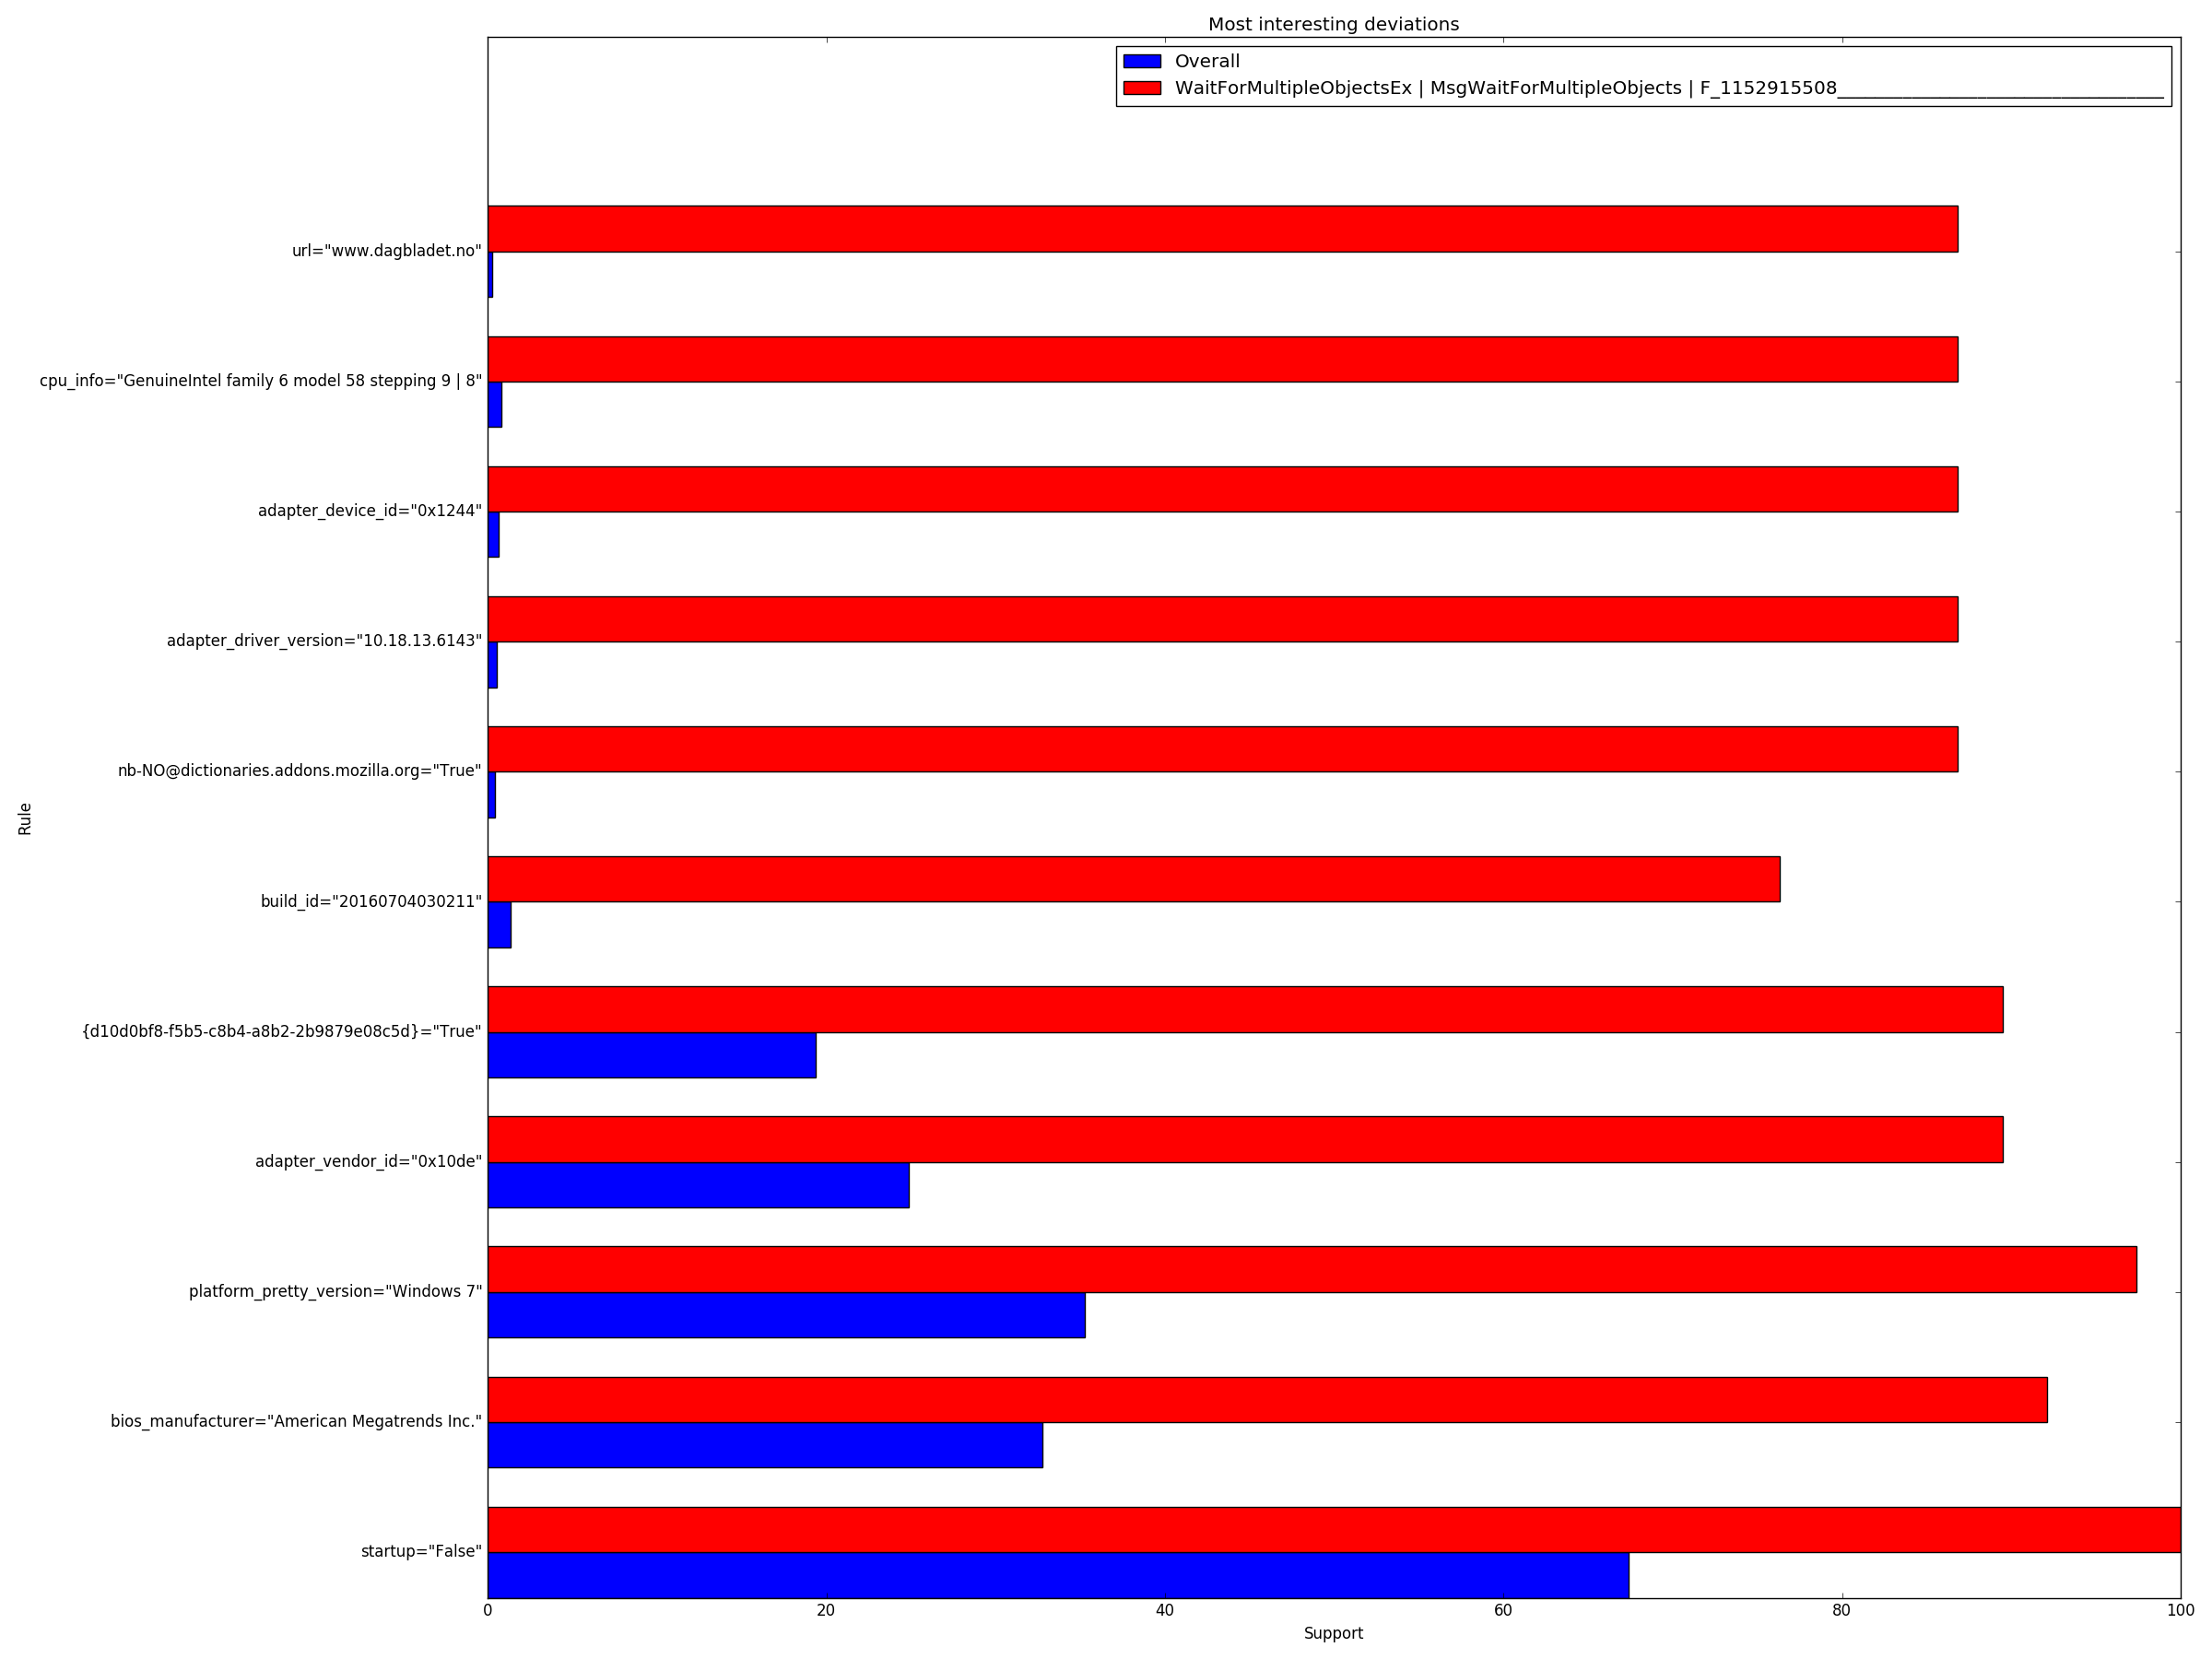 Most interesting deviations
Overall
WaitForMultipleObjectsEx | MsgWaitForMultipleObjects | F_1152915508_________________________________
url="www.dagbladet.no"
cpu_info="GenuineIntel family 6 model 58 stepping 9 | 8"
adapter_device_id="0x1244"
adapter_driver_version="10.18.13.6143"
nb-NO@dictionaries.addons.mozilla.org="True"
Rule
build_id="20160704030211"
{d10d0bf8-f5b5-c8b4-a8b2-2b9879e08c5d}="True"
adapter_vendor_id="0x10de"
platform_pretty_version="Windows 7"
bios_manufacturer="American Megatrends Inc."
startup="False"
0 20 40 60 80 100
Support